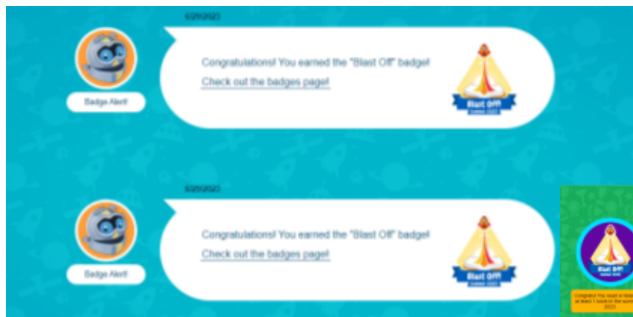 6/29/2023
Congratulations! You earned the "Blast Off" badge!
Check out the badges page!
Badge Alert!
Blast Off!
6/29/2023
Congratulations! You earned the "Blast Off" badge!
Check out the badges page!
Badge Alert!
Blast Off!
Blast Off!